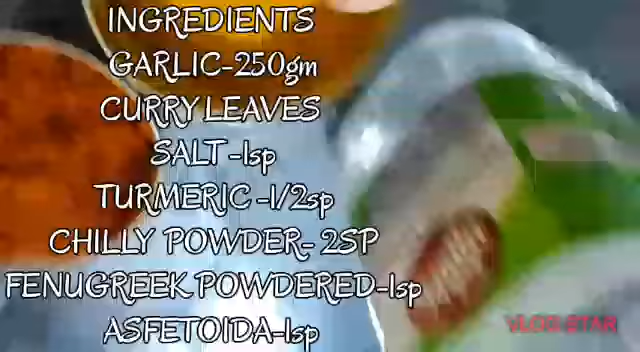 INGREDIENTS
GARLIC-250gm
CURRY LEAVES
SALT-1sp
TURMERIC-1/2sp
CHILLY POWDER-2SP
FENUGREEK POWDERED-1sp
ASFETOIDA-1sp
VLOG STAR